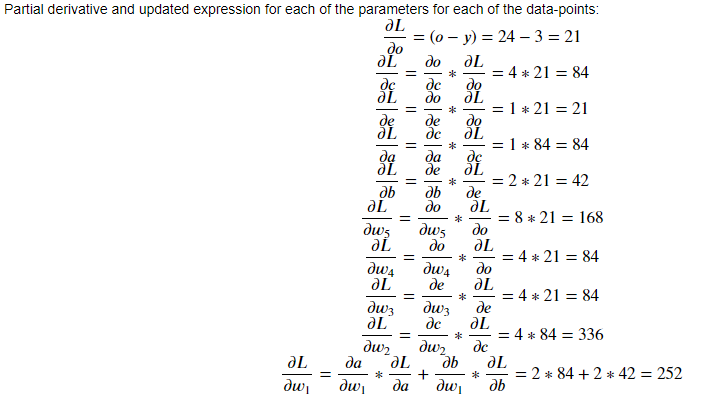 Partial derivative and updated expression for each of the parameters for each of the data-points:
∂L/∂o = (o − y) = 24 − 3 = 21
∂L/∂c = ∂o/∂c * ∂L/∂o = 4 * 21 = 84
∂L/∂e = ∂o/∂e * ∂L/∂o = 1 * 21 = 21
∂L/∂a = ∂c/∂a * ∂L/∂c = 1 * 84 = 84
∂L/∂b = ∂e/∂b * ∂L/∂e = 2 * 21 = 42
∂L/∂w₅ = ∂o/∂w₅ * ∂L/∂o = 8 * 21 = 168
∂L/∂w₄ = ∂o/∂w₄ * ∂L/∂o = 4 * 21 = 84
∂L/∂w₃ = ∂e/∂w₃ * ∂L/∂e = 4 * 21 = 84
∂L/∂w₂ = ∂c/∂w₂ * ∂L/∂c = 4 * 84 = 336
∂L/∂w₁ = ∂a/∂w₁ * ∂L/∂a + ∂b/∂w₁ * ∂L/∂b = 2 * 84 + 2 * 42 = 252